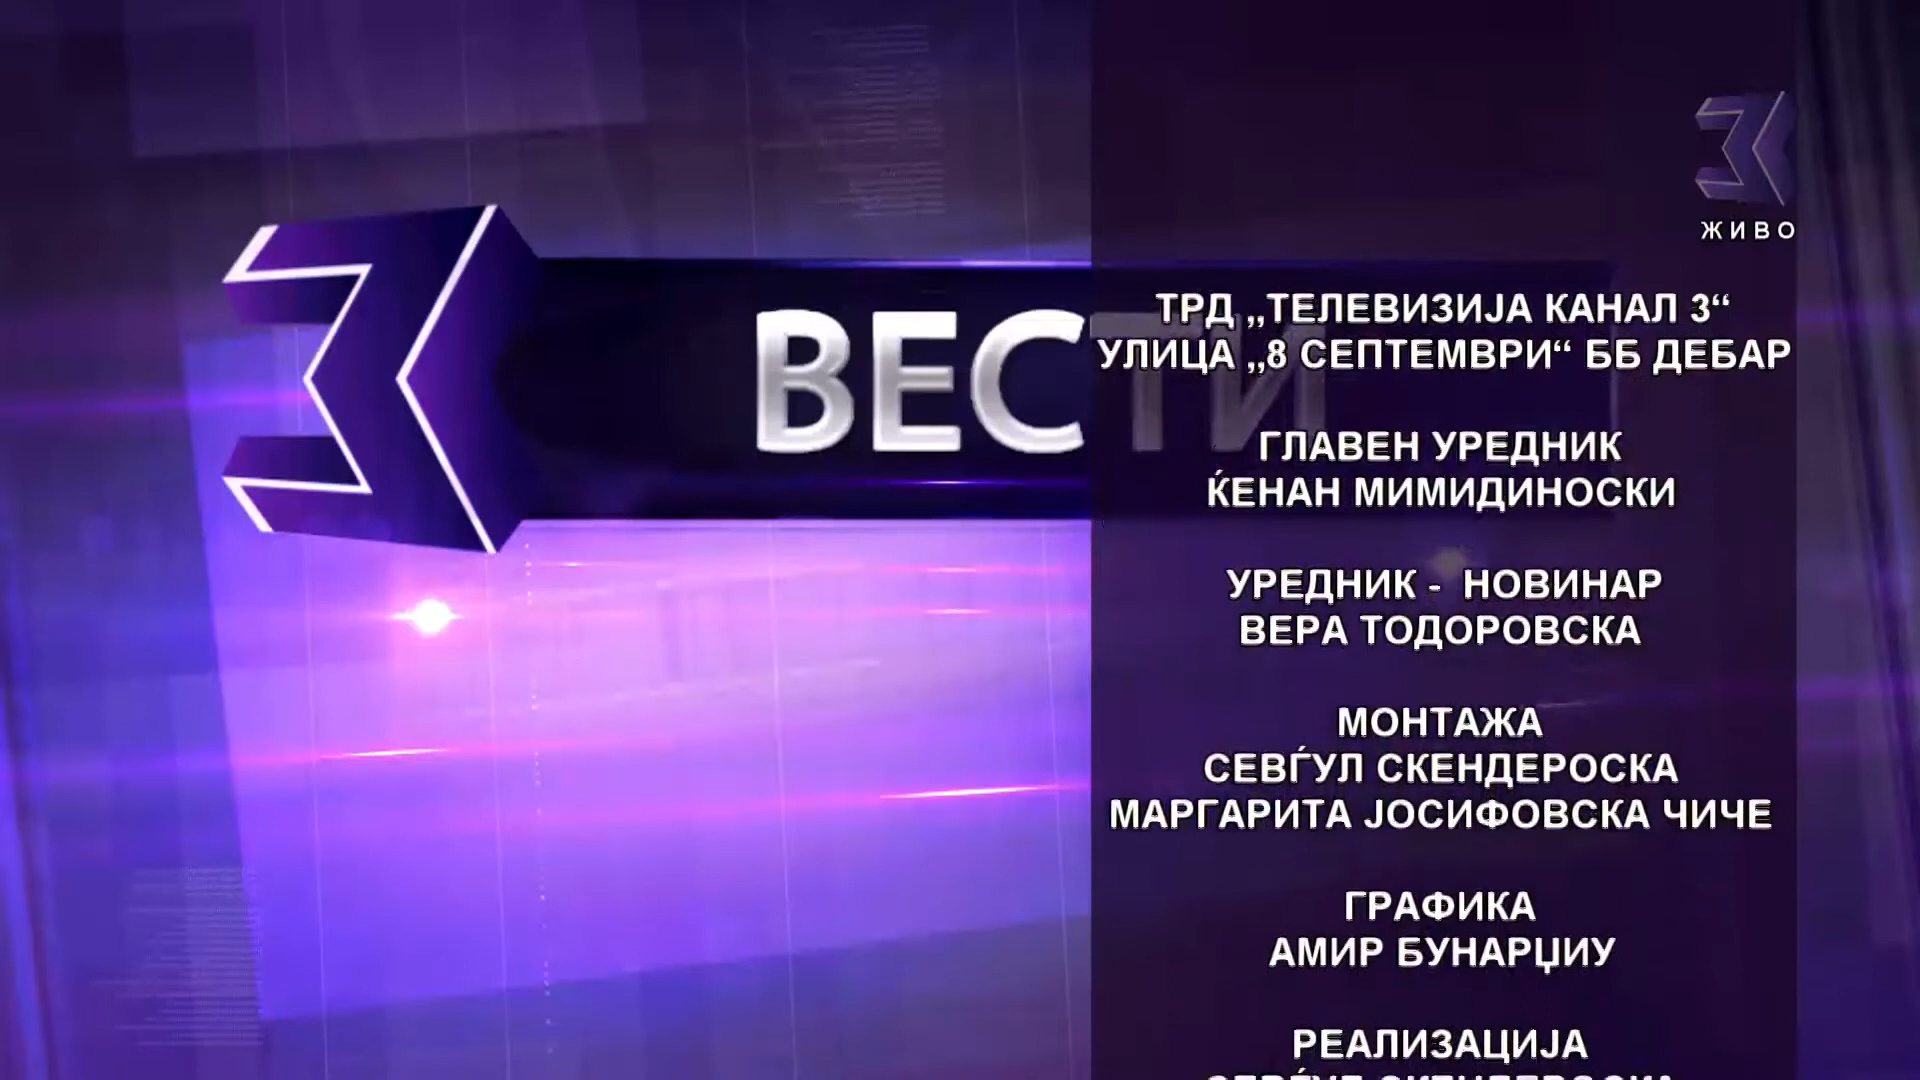 ВЕСТИ
ЖИВО
ТРД „ТЕЛЕВИЗИЈА КАНАЛ 3“
УЛИЦА „8 СЕПТЕМВРИ“ ББ ДЕБАР
ГЛАВЕН УРЕДНИК
ЌЕНАН МИМИДИНОСКИ
УРЕДНИК - НОВИНАР
ВЕРА ТОДОРОВСКА
МОНТАЖА
СЕВЃУЛ СКЕНДЕРОСКА
МАРГАРИТА ЈОСИФОВСКА ЧИЧЕ
ГРАФИКА
АМИР БУНАРЏИУ
РЕАЛИЗАЦИЈА